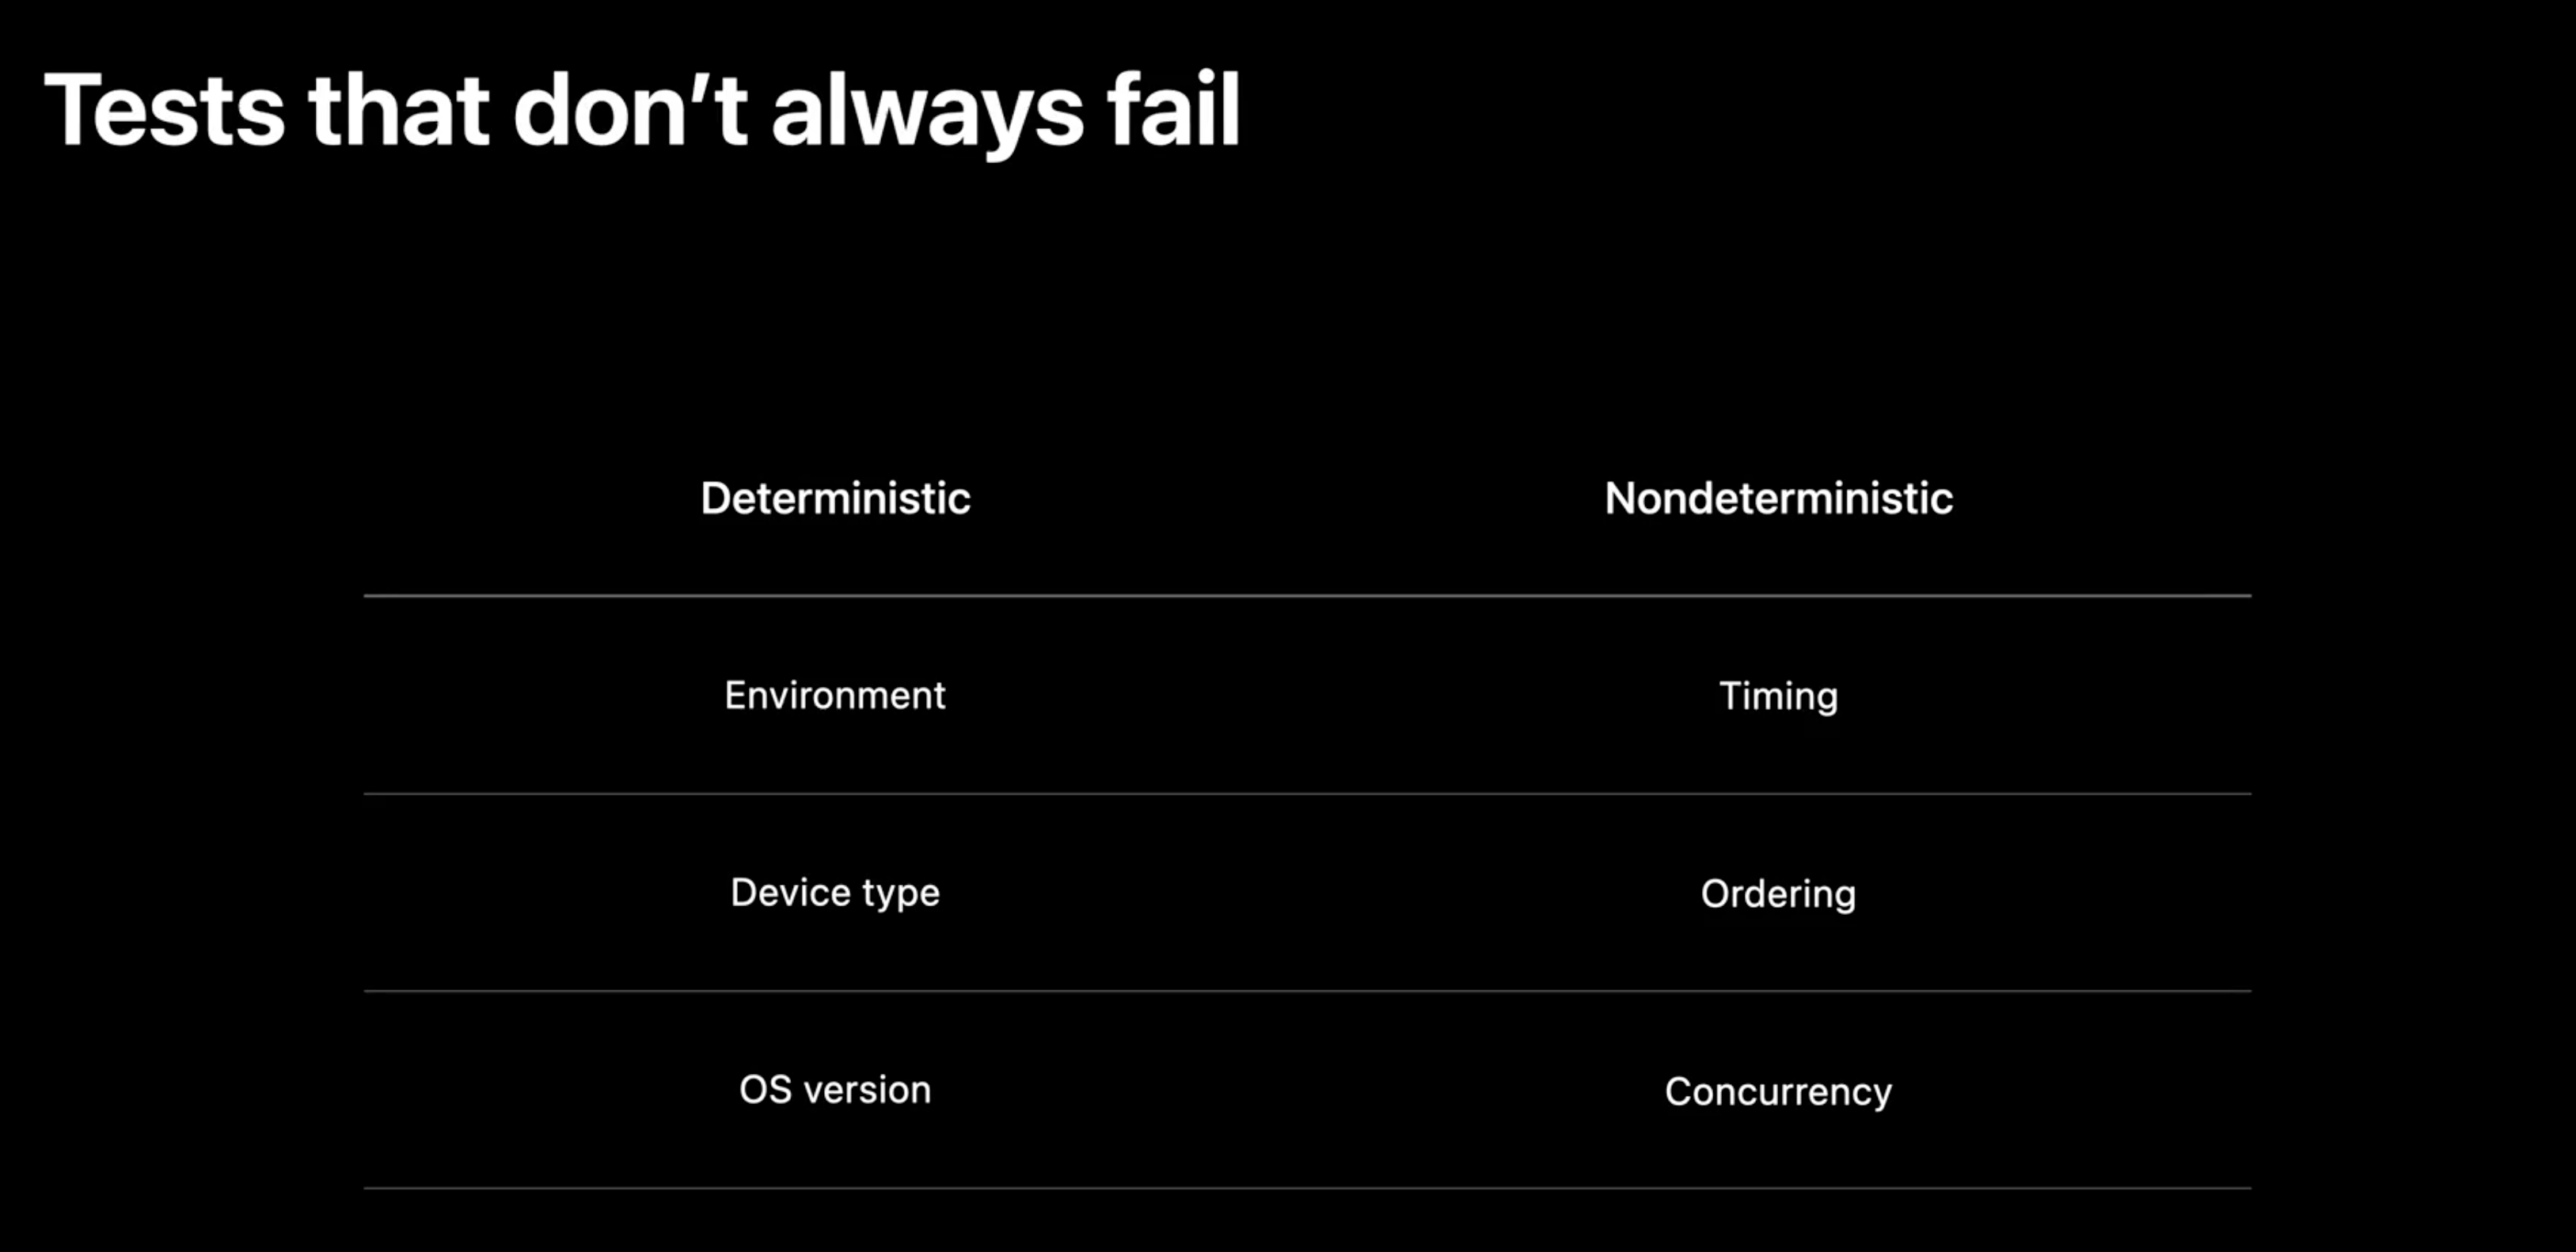 Tests that don’t always fail
Deterministic Nondeterministic
Environment Timing
Device type Ordering
OS version Concurrency